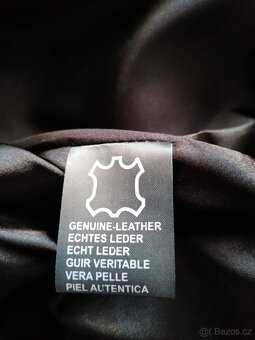 GENUINE-LEATHER
ECHTES LEDER
ECHT LEDER
GUIR VERITABLE
VERA PELLE
PIEL AUTENTICA
Bazos.cz